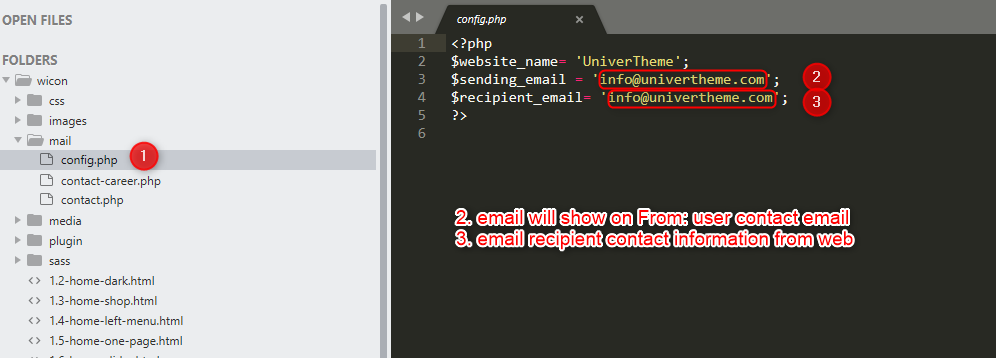 OPEN FILES
FOLDERS
wicon
css
images
mail
config.php
1
contact-career.php
contact.php
media
plugin
sass
1.2-home-dark.html
1.3-home-shop.html
1.4-home-left-menu.html
1.5-home-one-page.html
config.php ×
1 <?php
2 $website_name= 'UniverTheme';
3 $sending_email = 'info@univertheme.com'; 2
4 $recipient_email= 'info@univertheme.com'; 3
5 ?>
6
2. email will show on From: user contact email
3. email recipient contact information from web